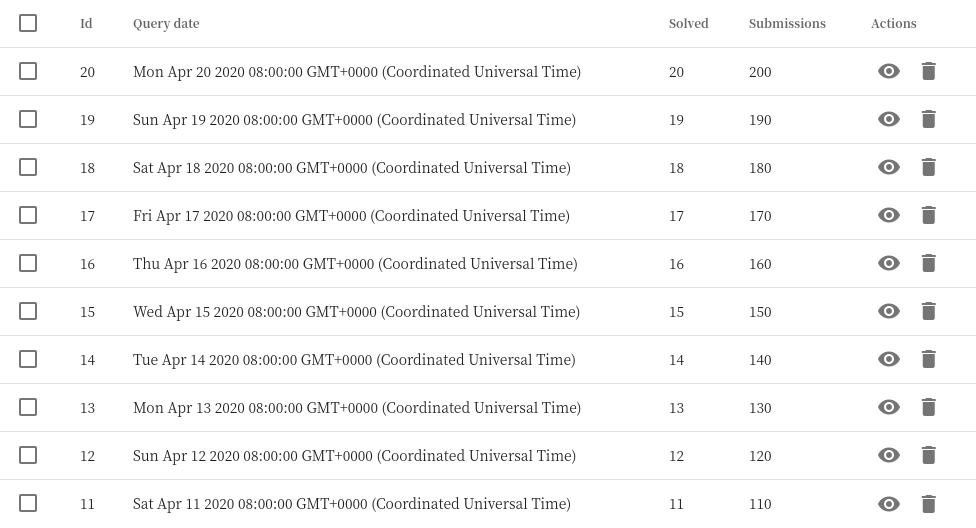 Id Query date Solved Submissions Actions
20 Mon Apr 20 2020 08:00:00 GMT+0000 (Coordinated Universal Time) 20 200
19 Sun Apr 19 2020 08:00:00 GMT+0000 (Coordinated Universal Time) 19 190
18 Sat Apr 18 2020 08:00:00 GMT+0000 (Coordinated Universal Time) 18 180
17 Fri Apr 17 2020 08:00:00 GMT+0000 (Coordinated Universal Time) 17 170
16 Thu Apr 16 2020 08:00:00 GMT+0000 (Coordinated Universal Time) 16 160
15 Wed Apr 15 2020 08:00:00 GMT+0000 (Coordinated Universal Time) 15 150
14 Tue Apr 14 2020 08:00:00 GMT+0000 (Coordinated Universal Time) 14 140
13 Mon Apr 13 2020 08:00:00 GMT+0000 (Coordinated Universal Time) 13 130
12 Sun Apr 12 2020 08:00:00 GMT+0000 (Coordinated Universal Time) 12 120
11 Sat Apr 11 2020 08:00:00 GMT+0000 (Coordinated Universal Time) 11 110